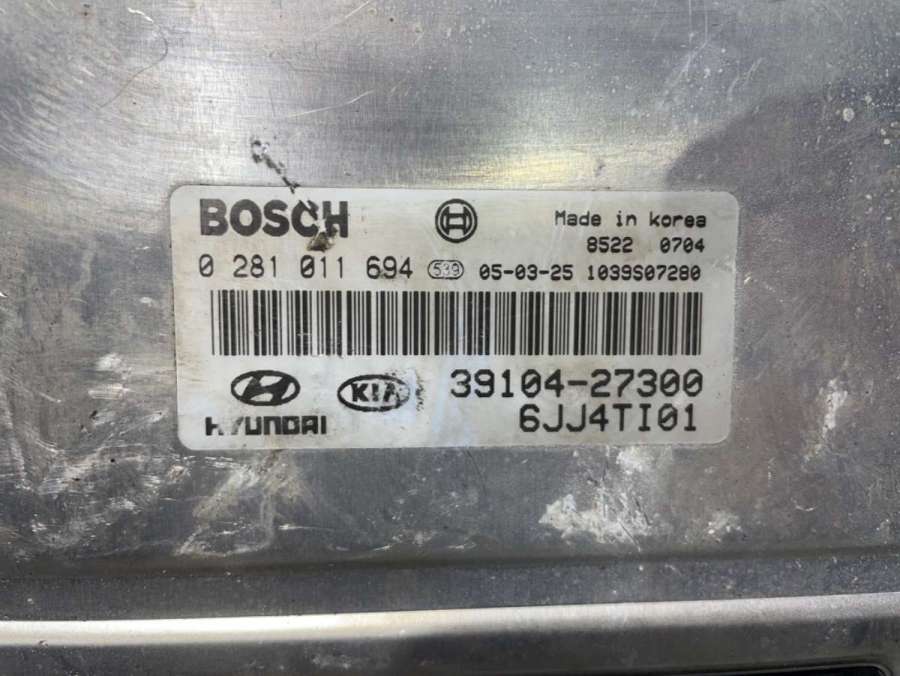 BOSCH
Made in Korea
8522 0704
0 281 011 694 539 05-03-25 1039S07280
HYUNDAI
KIA
39104-27300
6JJ4TI01